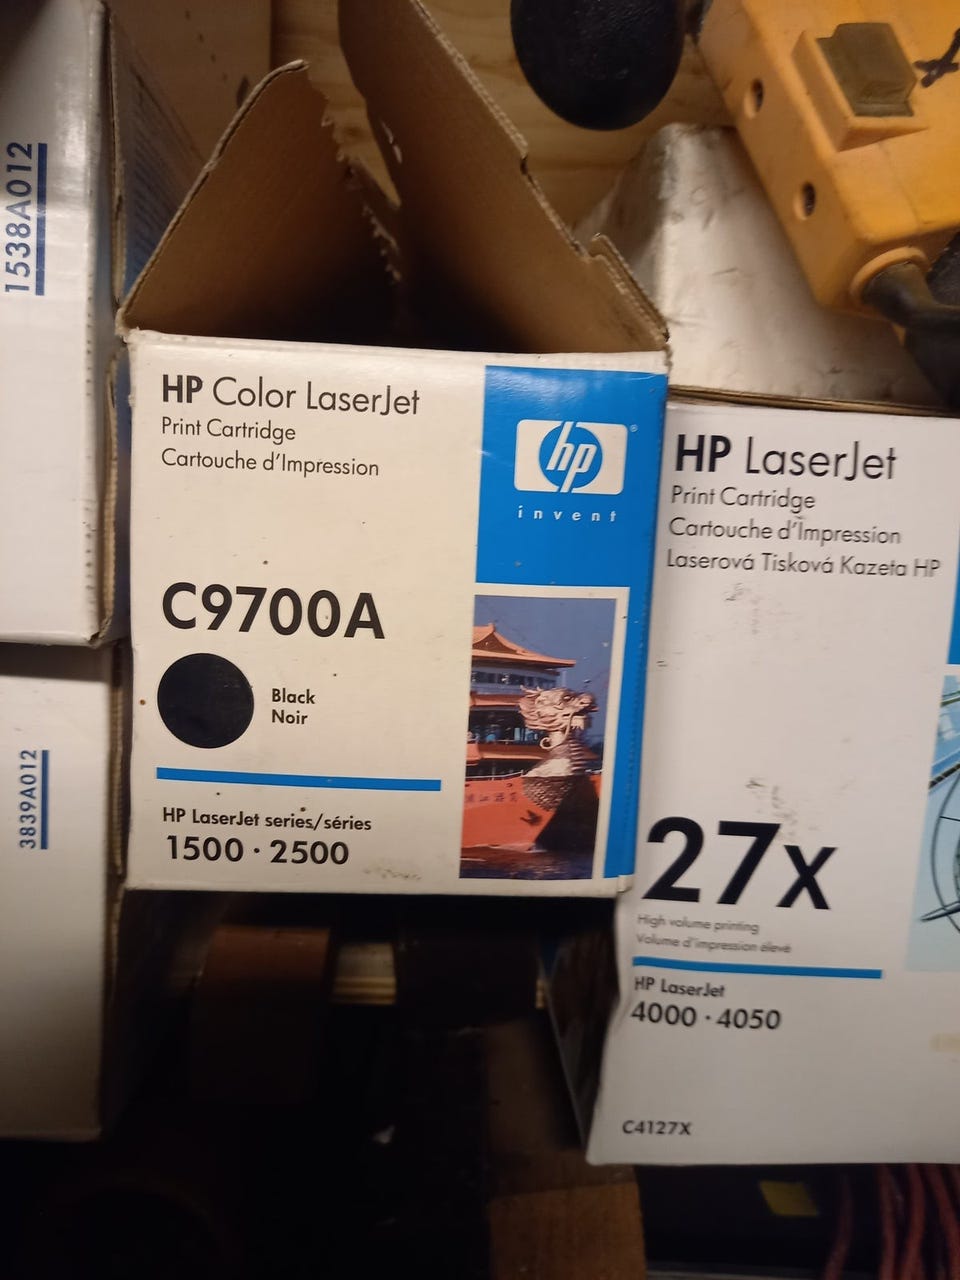 1538A012
3839A012
HP Color LaserJet
Print Cartridge
Cartouche d'Impression
hp
invent
C9700A
Black
Noir
HP LaserJet series/séries
1500 · 2500
HP LaserJet
Print Cartridge
Cartouche d'Impression
Laserová Tisková Kazeta HP
27X
High volume printing
Volume d'impression élevé
HP LaserJet
4000 · 4050
C4127X